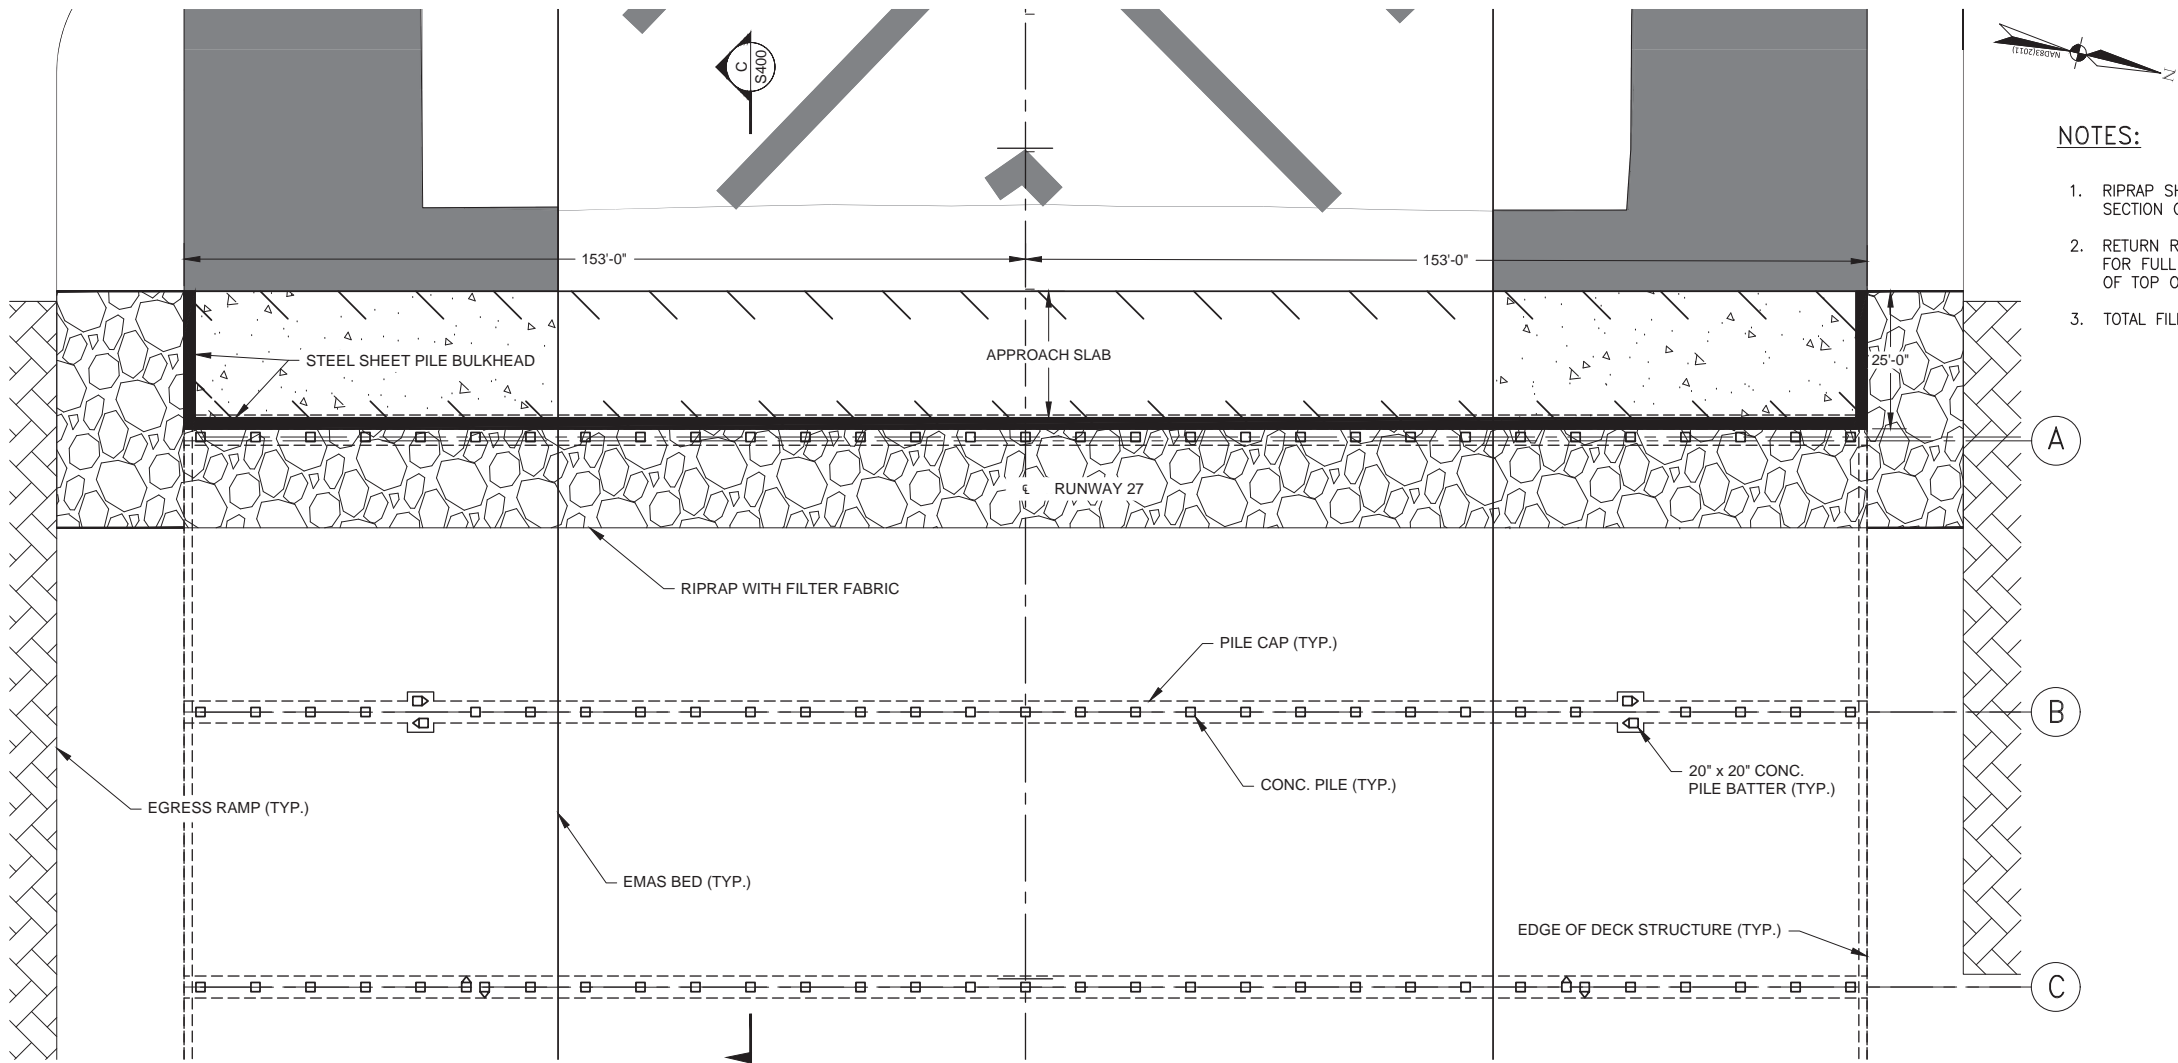 C
S400
NAD83(2011)
N
NOTES:
1. RIPRAP
SECTION
2. RETURN
FOR FULL
OF TOP
3. TOTAL
153'-0"
153'-0"
STEEL SHEET PILE BULKHEAD
APPROACH SLAB
25'-0"
A
RUNWAY 27
RIPRAP WITH FILTER FABRIC
PILE CAP (TYP.)
B
CONC. PILE (TYP.)
20" x 20" CONC.
PILE BATTER (TYP.)
EGRESS RAMP (TYP.)
EMAS BED (TYP.)
EDGE OF DECK STRUCTURE (TYP.)
C